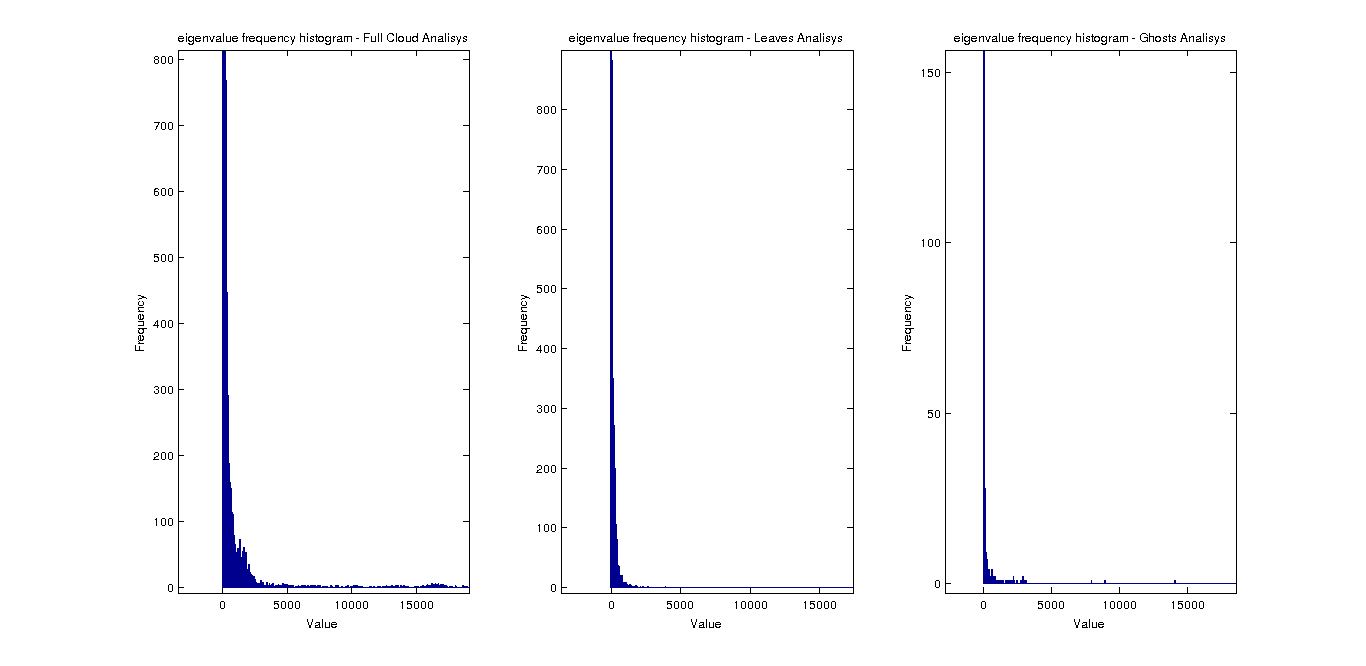 eigenvalue frequency histogram - Full Cloud Analisys
800
700
600
500
400
300
200
100
0
Frequency
0 5000 10000 15000
Value
eigenvalue frequency histogram - Leaves Analisys
800
700
600
500
400
300
200
100
0
Frequency
0 5000 10000 15000
Value
eigenvalue frequency histogram - Ghosts Analisys
150
100
50
0
Frequency
0 5000 10000 15000
Value